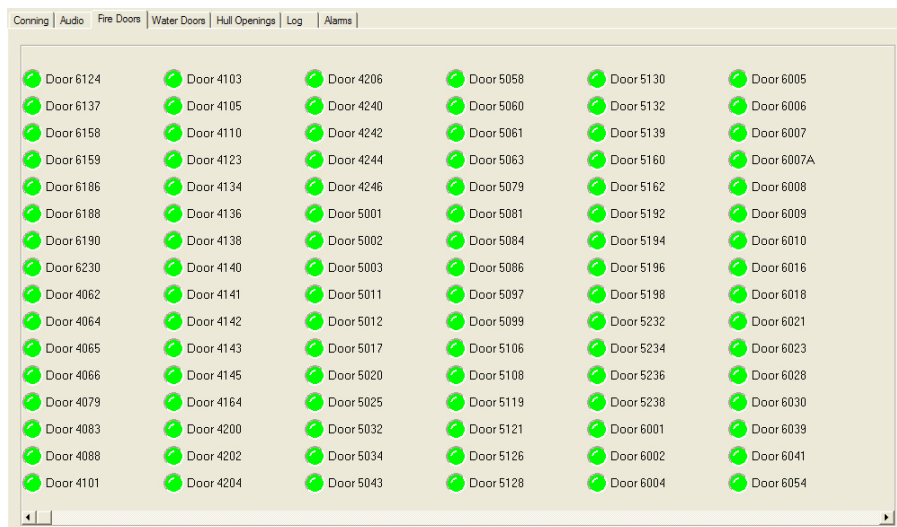 Conning Audio Fire Doors Water Doors Hull Openings Log Alarms
Door 6124 Door 4103 Door 4206 Door 5058 Door 5130 Door 6005
Door 6137 Door 4105 Door 4240 Door 5060 Door 5132 Door 6006
Door 6158 Door 4110 Door 4242 Door 5061 Door 5139 Door 6007
Door 6159 Door 4123 Door 4244 Door 5063 Door 5160 Door 6007A
Door 6186 Door 4134 Door 4246 Door 5079 Door 5162 Door 6008
Door 6188 Door 4136 Door 5001 Door 5081 Door 5192 Door 6009
Door 6190 Door 4138 Door 5002 Door 5084 Door 5194 Door 6010
Door 6230 Door 4140 Door 5003 Door 5086 Door 5196 Door 6016
Door 4062 Door 4141 Door 5011 Door 5097 Door 5198 Door 6018
Door 4064 Door 4142 Door 5012 Door 5099 Door 5232 Door 6021
Door 4065 Door 4143 Door 5017 Door 5106 Door 5234 Door 6023
Door 4066 Door 4145 Door 5020 Door 5108 Door 5236 Door 6028
Door 4079 Door 4164 Door 5025 Door 5119 Door 5238 Door 6030
Door 4083 Door 4200 Door 5032 Door 5121 Door 6001 Door 6039
Door 4088 Door 4202 Door 5034 Door 5126 Door 6002 Door 6041
Door 4101 Door 4204 Door 5043 Door 5128 Door 6004 Door 6054